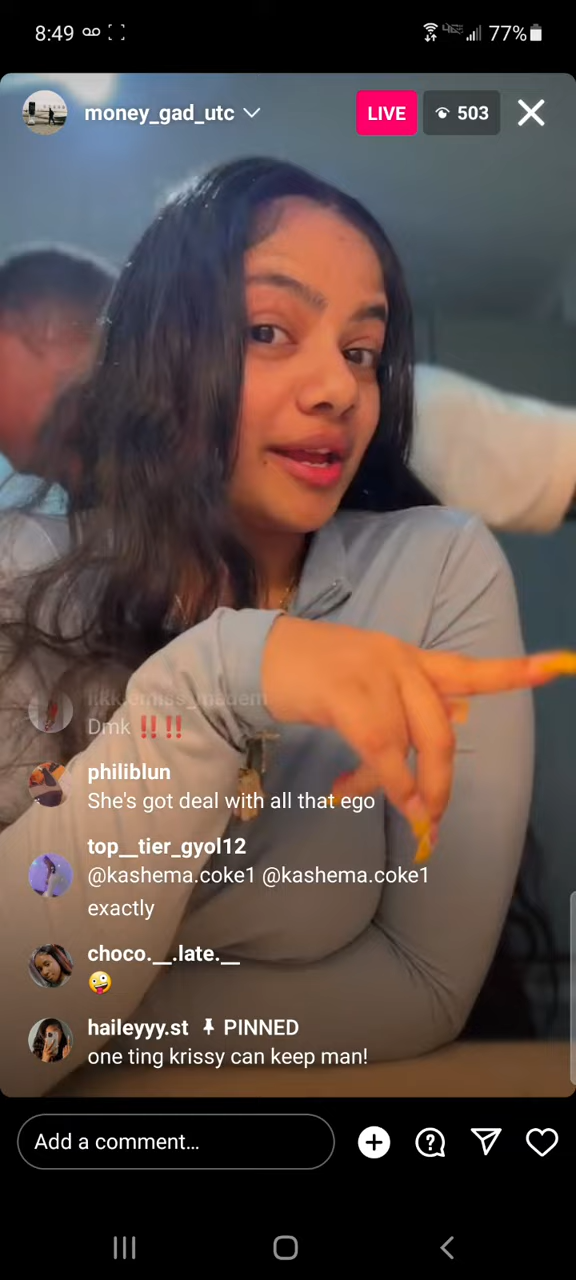 8:49
77%
money_gad_utc
LIVE
503
likklemiss_madem
Dmk ‼️‼️
philiblun
She's got deal with all that ego
top__tier_gyol12
@kashema.coke1 @kashema.coke1
exactly
choco.__.late.__
🤪
haileyyy.st PINNED
one ting krissy can keep man!
Add a comment...